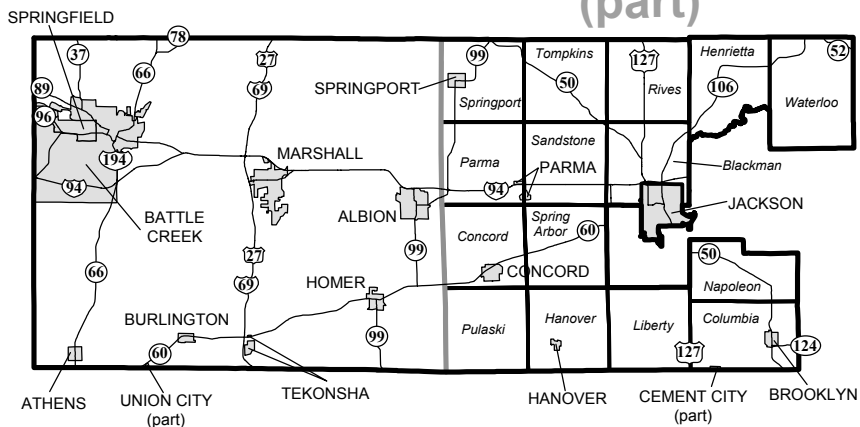 (part)
SPRINGFIELD
37
78
66
27
69
89
96
194
94
SPRINGPORT
99
Tompkins
127
Henrietta
52
50
106
Springport
Rives
Waterloo
MARSHALL
Parma
Sandstone
PARMA
Blackman
BATTLE
CREEK
ALBION
94
JACKSON
66
27
69
99
Concord
Spring
Arbor
60
CONCORD
50
Napoleon
HOMER
BURLINGTON
60
99
Pulaski
Hanover
Liberty
127
Columbia
124
ATHENS
UNION CITY
(part)
TEKONSHA
HANOVER
CEMENT CITY
(part)
BROOKLYN